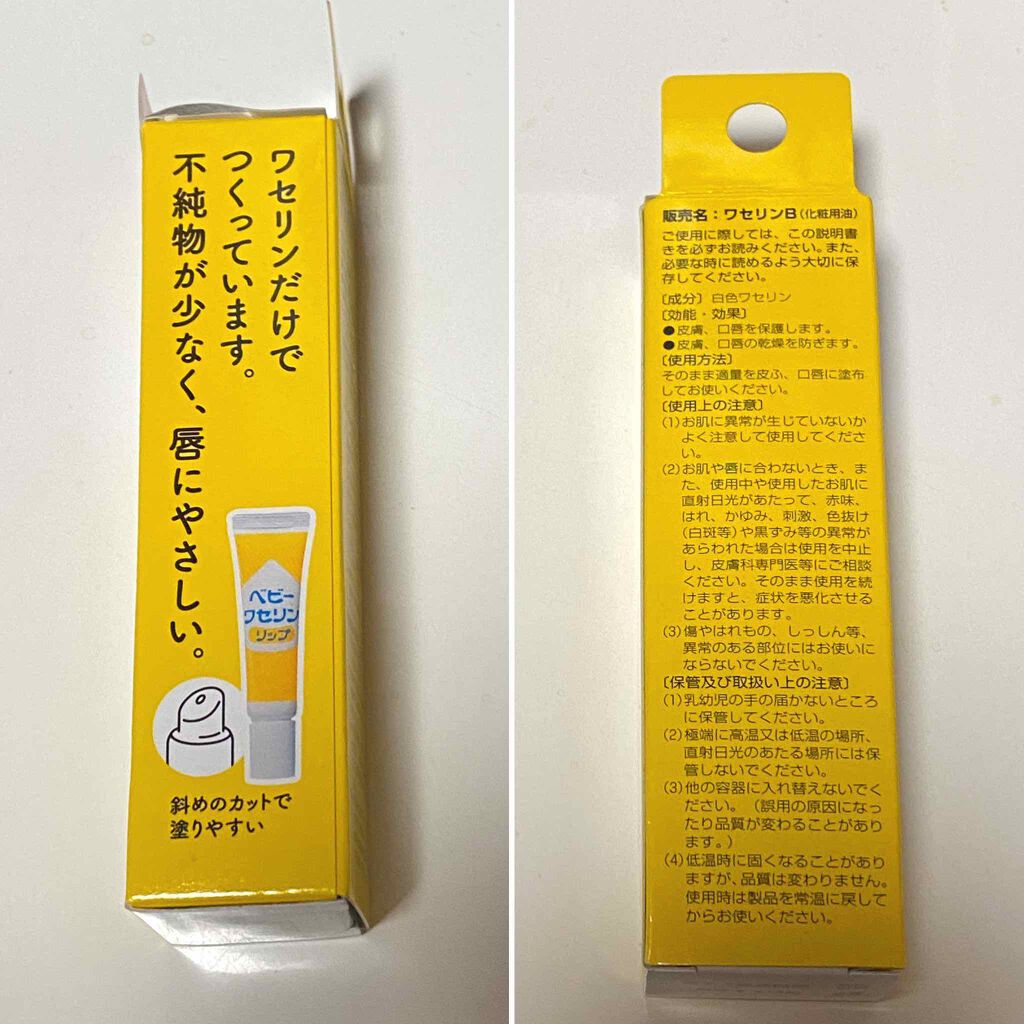 ワセリンだけで
つくっています。
不純物が少なく、唇にやさしい。
ベビー
ワセリン
リップ
斜めのカットで
塗りやすい
販売名：ワセリンB（化粧用油）
ご使用に際しては、この説明書
きを必ずお読みください。また、
必要な時に読めるよう大切に保
存してください。
〔成分〕白色ワセリン
〔効能・効果〕
●皮膚、口唇を保護します。
●皮膚、口唇の乾燥を防ぎます。
〔使用方法〕
そのまま適量を皮ふ、口唇に塗布
してお使いください。
〔使用上の注意〕
(1)お肌に異常が生じていないか
よく注意して使用してくださ
い。
(2)お肌や唇に合わないとき、ま
た、使用中や使用したお肌に
直射日光があたって、赤味、
はれ、かゆみ、刺激、色抜け
(白斑等)や黒ずみ等の異常が
あらわれた場合は使用を中止
し、皮膚科専門医等にご相談
ください。そのまま使用を続
けますと、症状を悪化させる
ことがあります。
(3)傷やはれもの、しっしん等、
異常のある部位にはお使いに
ならないでください。
〔保管及び取扱い上の注意〕
(1)乳幼児の手の届かないところ
に保管してください。
(2)極端に高温又は低温の場所、
直射日光のあたる場所には保
管しないでください。
(3)他の容器に入れ替えないでく
ださい。（誤用の原因になっ
たり品質が変わることがあり
ます。）
(4)低温時に固くなることがあり
ますが、品質は変わりません。
使用時は製品を常温に戻して
からお使いください。